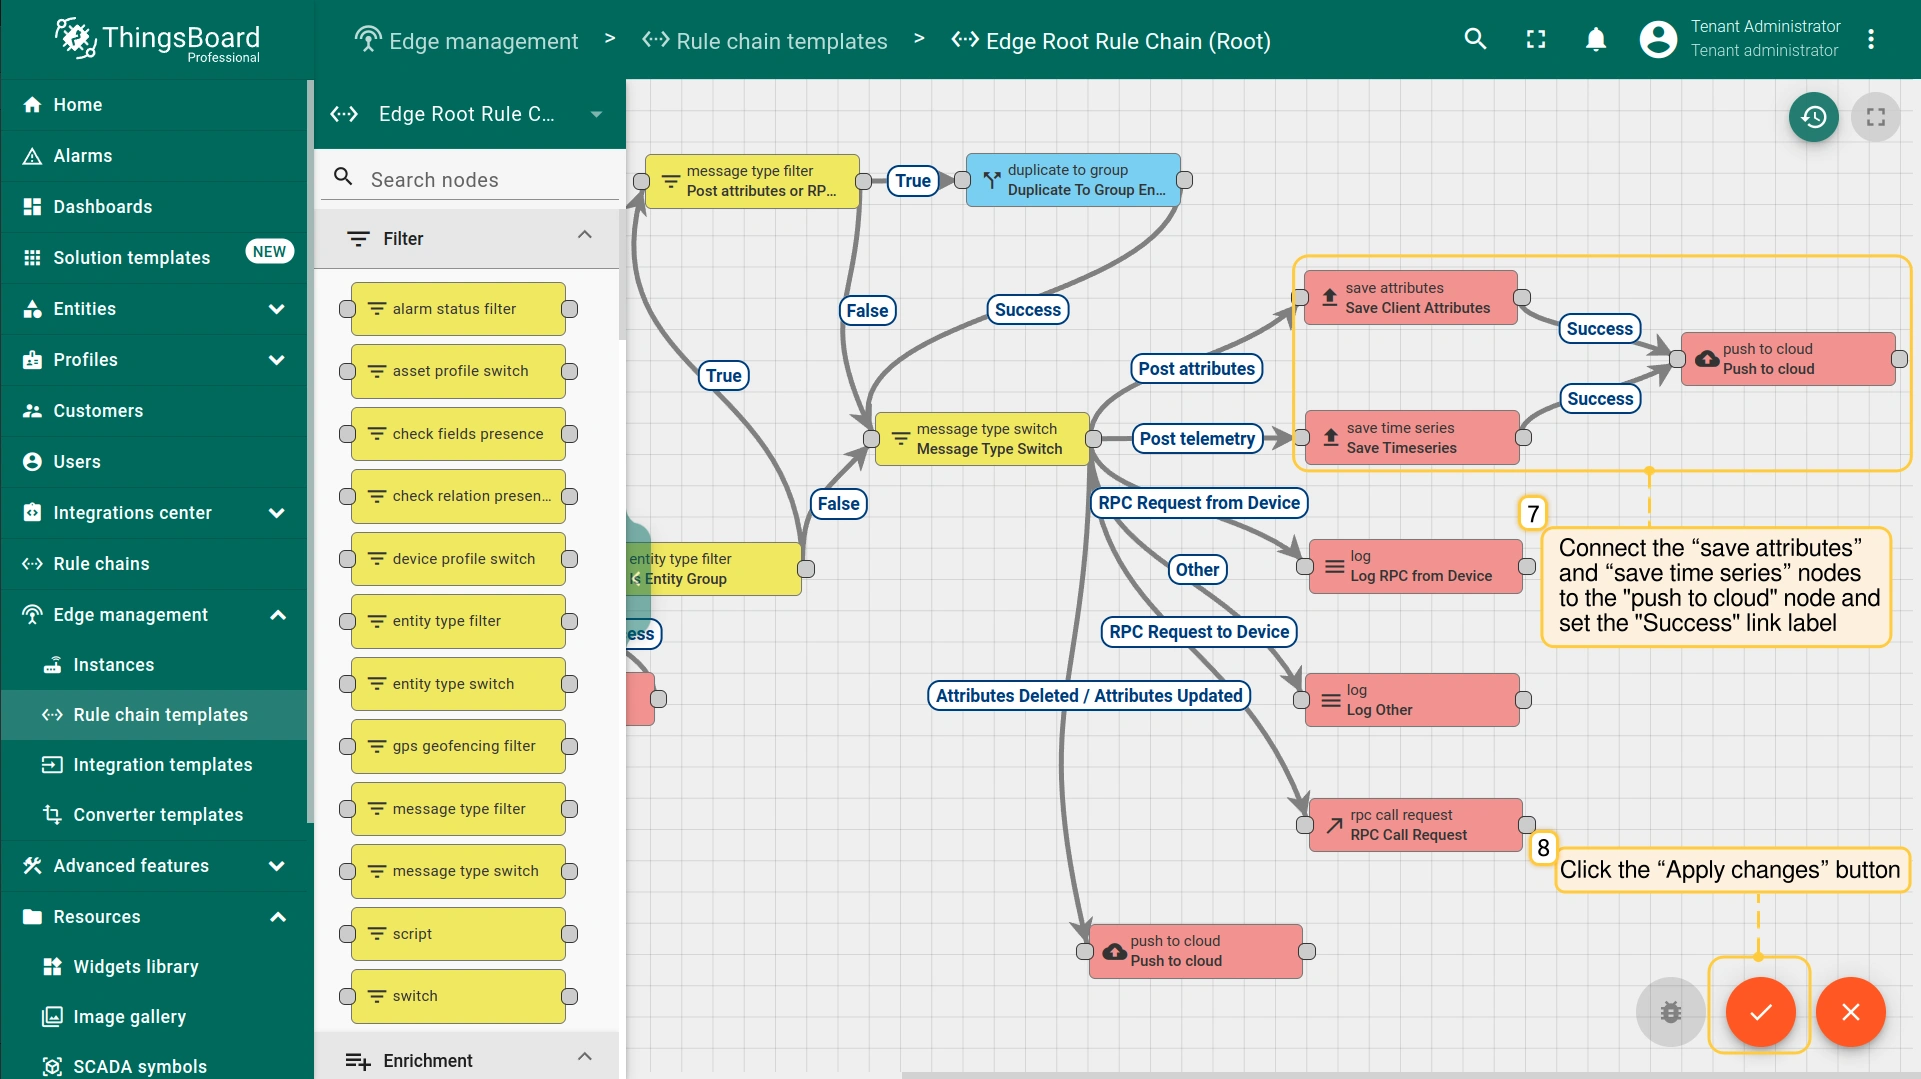 ThingsBoard
Professional
Edge management > Rule chain templates > Edge Root Rule Chain (Root)
Tenant Administrator
Tenant administrator
Home
Alarms
Dashboards
Solution templates NEW
Entities
Profiles
Customers
Users
Integrations center
Rule chains
Edge management
Instances
Rule chain templates
Integration templates
Converter templates
Advanced features
Resources
Widgets library
Image gallery
SCADA symbols
Edge Root Rule C...
Search nodes
Filter
alarm status filter
asset profile switch
check fields presence
check relation presen...
device profile switch
entity type filter
entity type switch
gps geofencing filter
message type filter
message type switch
script
switch
Enrichment
message type filter
Post attributes or RP...
True
duplicate to group
Duplicate To Group En...
False
Success
True
save attributes
Save Client Attributes
Success
push to cloud
Push to cloud
Post attributes
Success
message type switch
Message Type Switch
Post telemetry
save time series
Save Timeseries
False
RPC Request from Device
entity type filter
Entity Group
ess
Other
log
Log RPC from Device
RPC Request to Device
Attributes Deleted / Attributes Updated
log
Log Other
rpc call request
RPC Call Request
push to cloud
Push to cloud
7
Connect the “save attributes”
and “save time series” nodes
to the "push to cloud" node and
set the "Success" link label
8
Click the “Apply changes” button